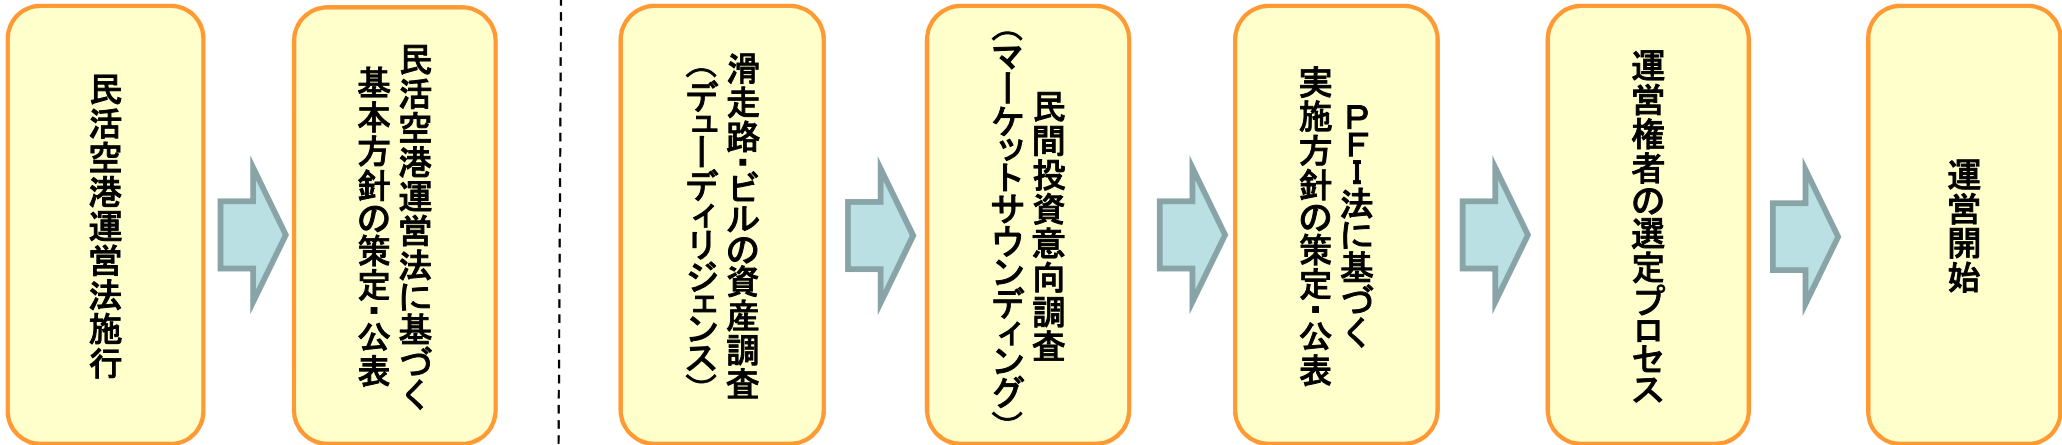 民活空港運営法施行
民活空港運営法に基づく
基本方針の策定・公表
滑走路・ビルの資産調査
（デューディリジェンス）
民間投資意向調査
（マーケットサウンディング）
ＰＦＩ法に基づく
実施方針の策定・公表
運営権者の選定プロセス
運営開始